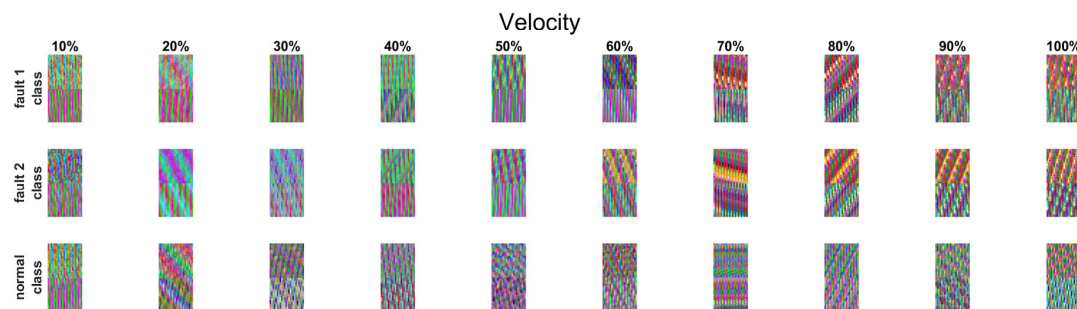 Velocity
10% 20% 30% 40% 50% 60% 70% 80% 90% 100%
fault 1
class
fault 2
class
normal
class